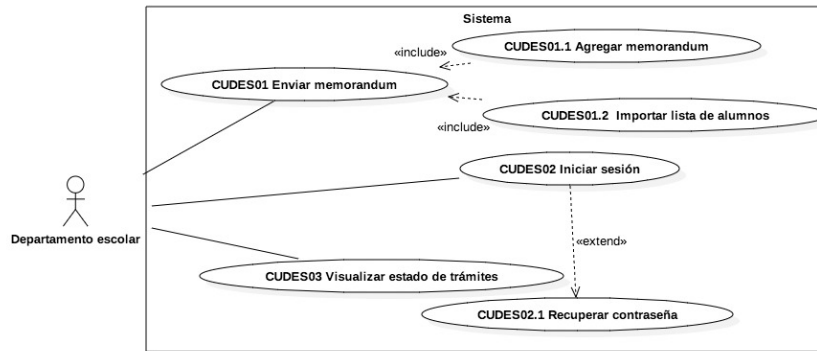 Sistema
«include»
CUDES01.1 Agregar memorandum
CUDES01 Enviar memorandum
CUDES01.2 Importar lista de alumnos
«include»
CUDES02 Iniciar sesión
Departamento escolar
«extend»
CUDES03 Visualizar estado de trámites
CUDES02.1 Recuperar contraseña